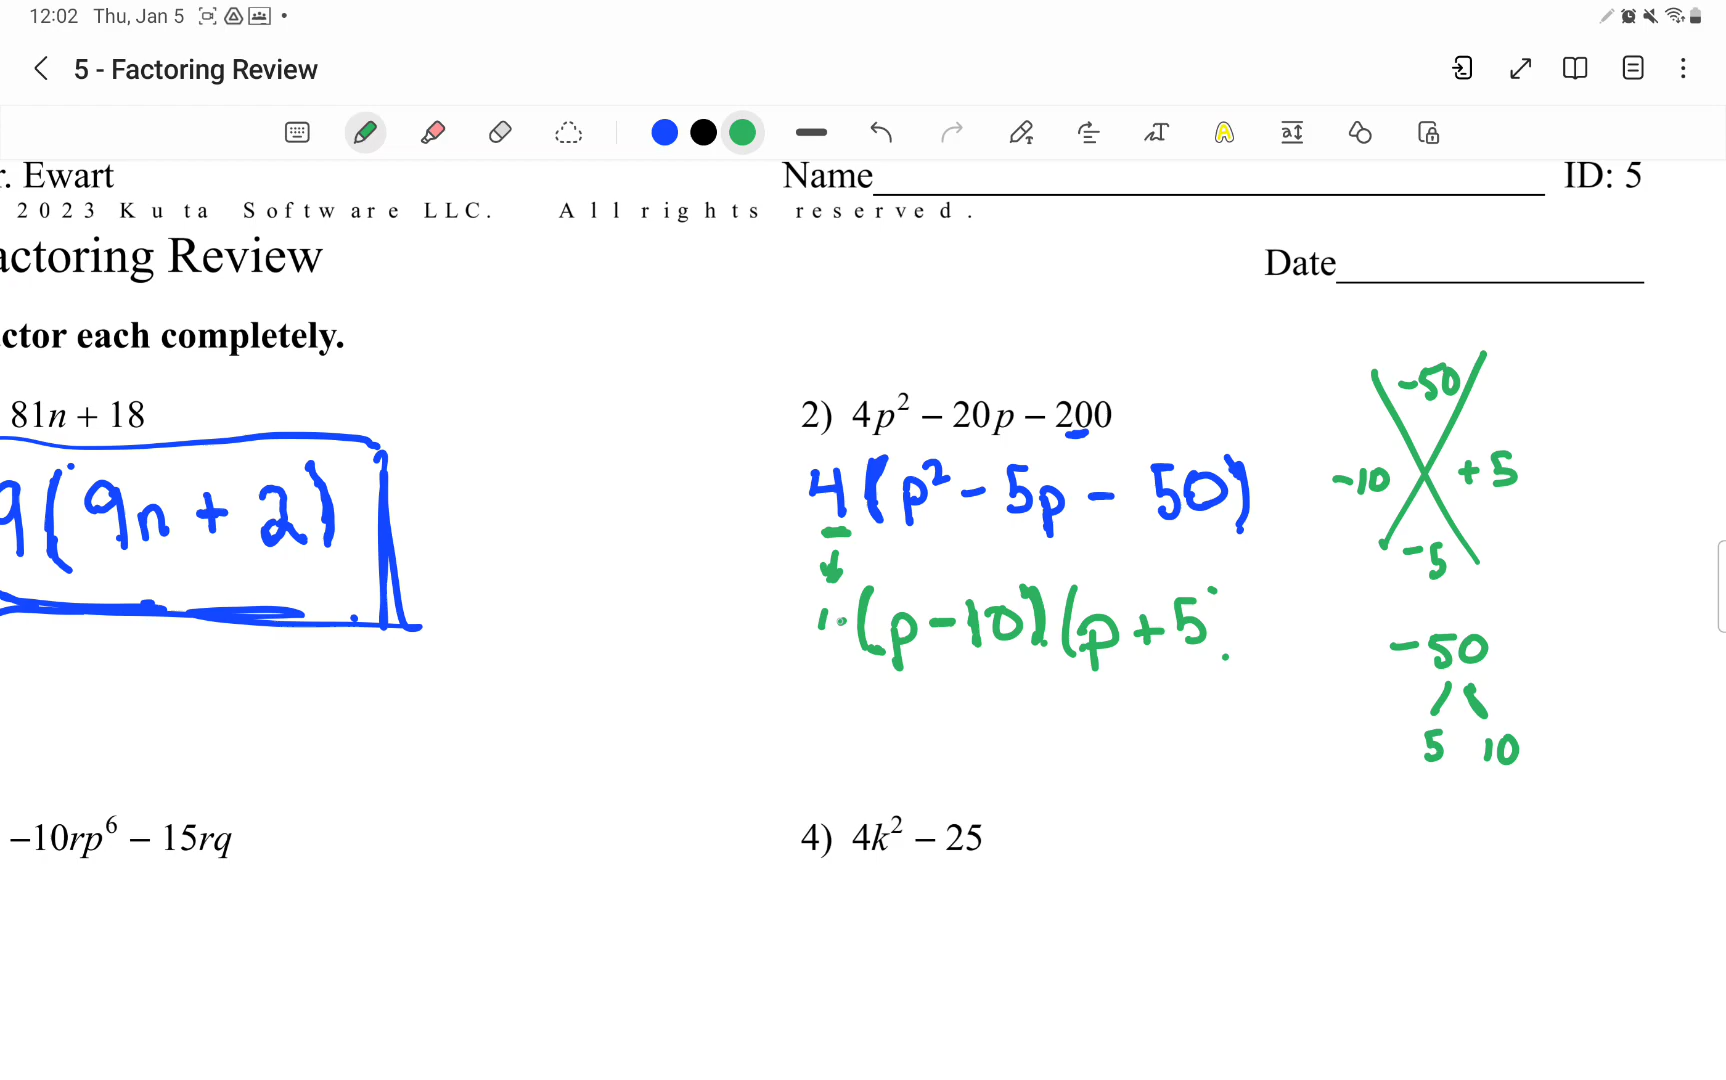 12:02 Thu, Jan 5
5 - Factoring Review
r. Ewart Name ID: 5
2023 Kuta Software LLC. All rights reserved.
actoring Review Date
ctor each completely.
81n + 18
9(9n + 2)
2) 4p² − 20p − 200
4(p² - 5p - 50)
(p-10)(p+5
-50
-10 +5
-5
-50
5 10
−10rp⁶ − 15rq
4) 4k² − 25